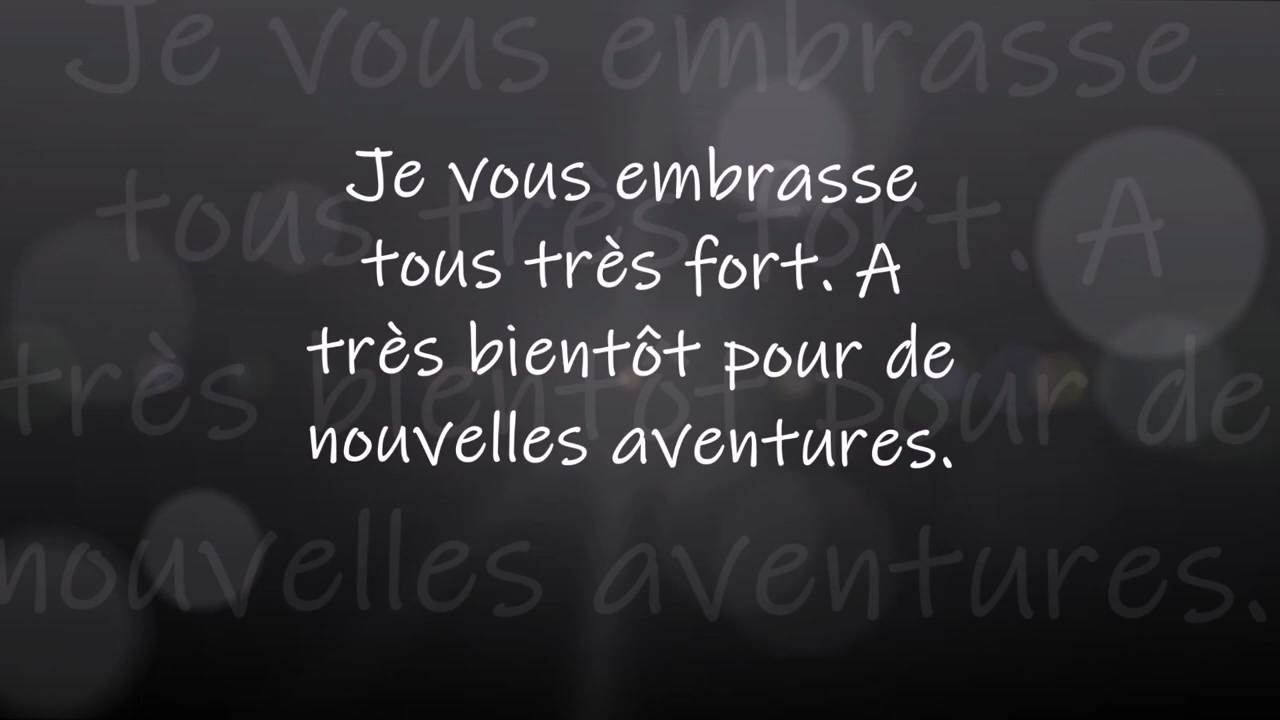 Je vous embrasse
tous très fort. A
très bientôt pour de
nouvelles aventures.